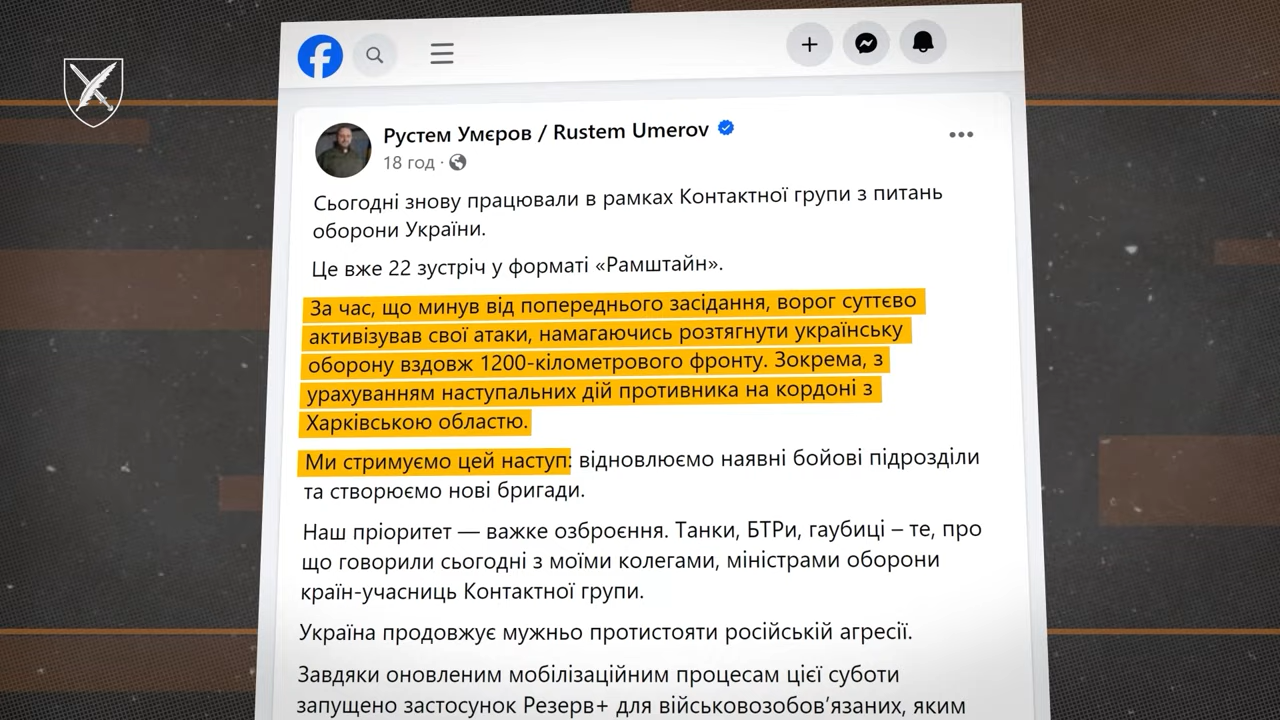 Рустем Умєров / Rustem Umerov
18 год ·
Сьогодні знову працювали в рамках Контактної групи з питань
оборони України.
Це вже 22 зустріч у форматі «Рамштайн».
За час, що минув від попереднього засідання, ворог суттєво
активізував свої атаки, намагаючись розтягнути українську
оборону вздовж 1200-кілометрового фронту. Зокрема, з
урахуванням наступальних дій противника на кордоні з
Харківською областю.
Ми стримуємо цей наступ: відновлюємо наявні бойові підрозділи
та створюємо нові бригади.
Наш пріоритет — важке озброєння. Танки, БТРи, гаубиці – те, про
що говорили сьогодні з моїми колегами, міністрами оборони
країн-учасниць Контактної групи.
Україна продовжує мужньо протистояти російській агресії.
Завдяки оновленим мобілізаційним процесам цієї суботи
запущено застосунок Резерв+ для військовозобов’язаних, яким